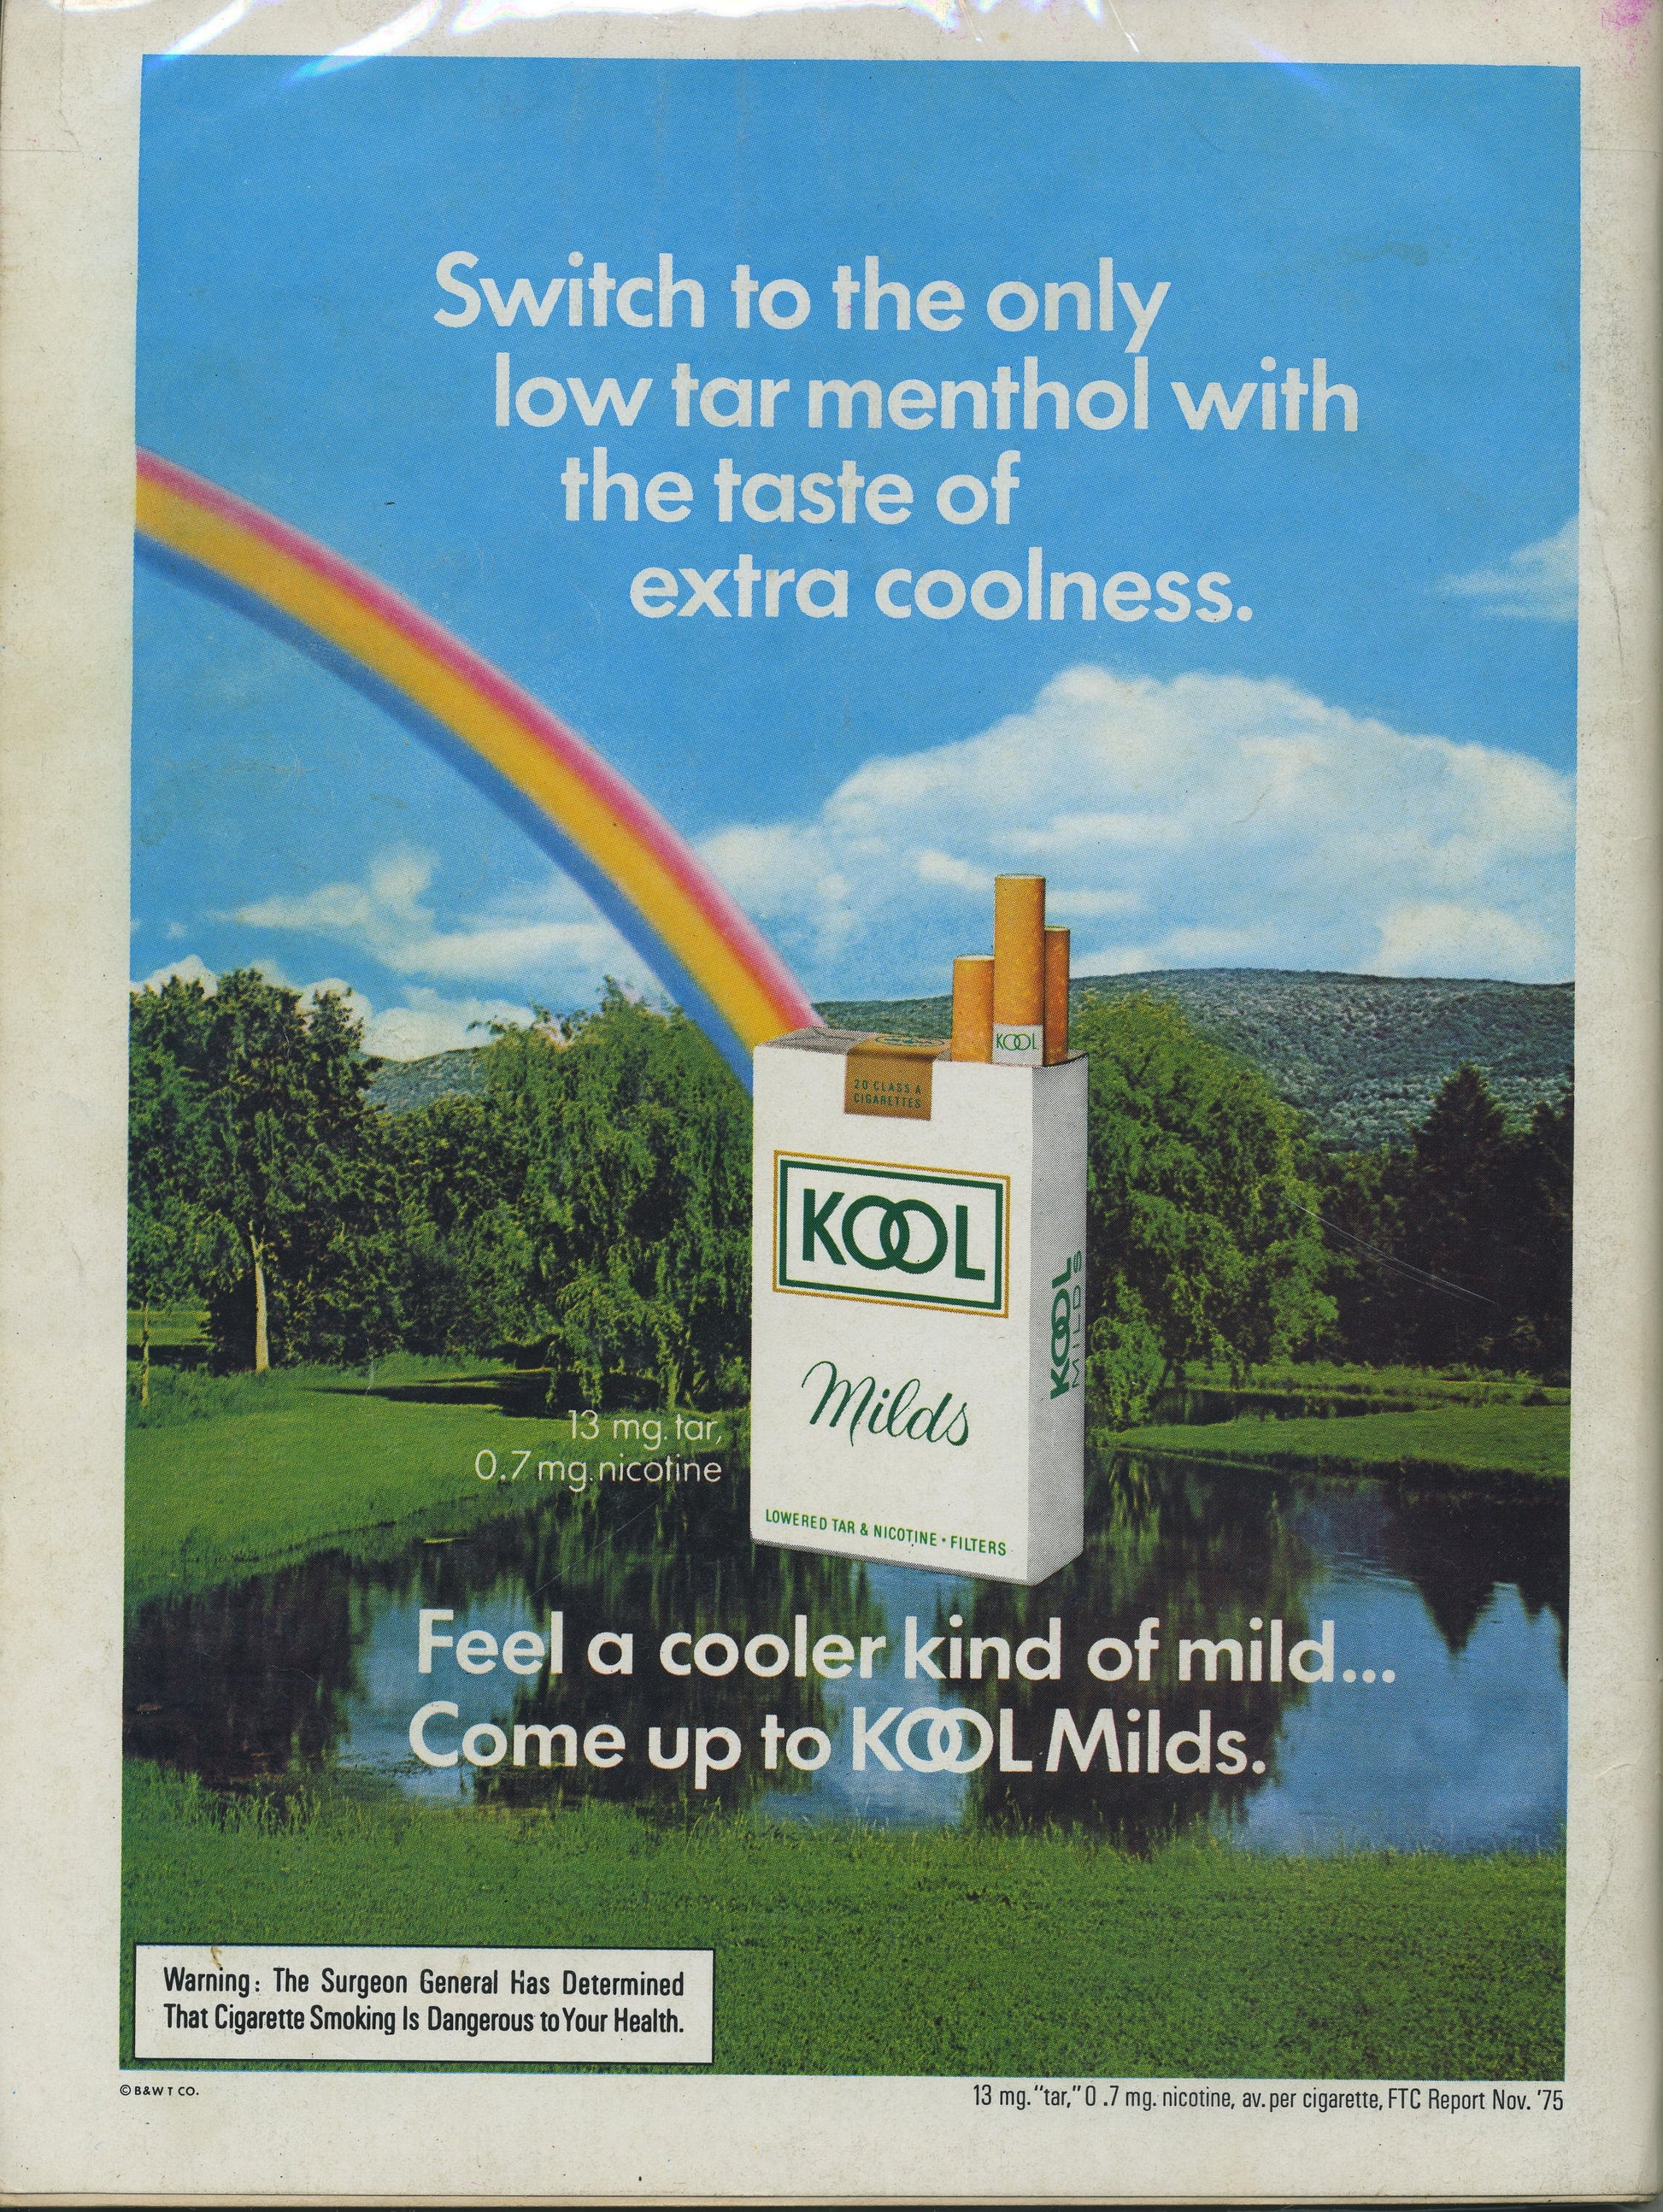 Switch to the only
low tar menthol with
the taste of
extra coolness.
KOOL
20 CLASS A
CIGARETTES
KOOL
KOOL
MILDS
Milds
13 mg. tar,
0.7 mg. nicotine
LOWERED TAR & NICOTINE • FILTERS
Feel a cooler kind of mild...
Come up to KOOL Milds.
Warning: The Surgeon General Has Determined
That Cigarette Smoking Is Dangerous to Your Health.
© B&W T CO.
13 mg. "tar," 0 .7 mg. nicotine, av. per cigarette, FTC Report Nov. '75